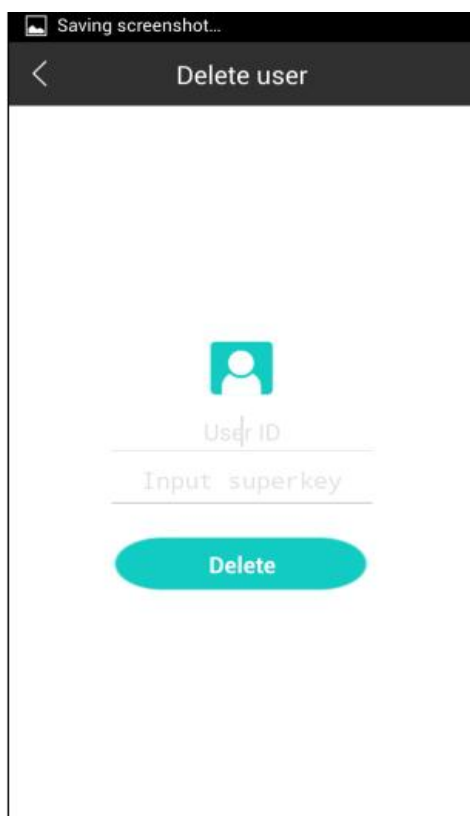 Saving screenshot...
Delete user
User ID
Input superkey
Delete